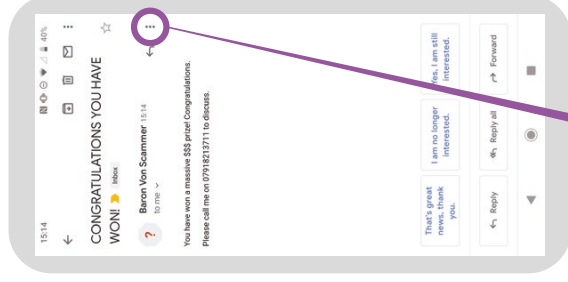 15:14
40%
CONGRATULATIONS YOU HAVE
WON! Inbox
Baron Von Scammer 15:14
to me
?
You have won a massive $$$ prize! Congratulations.
Please call me on 07918213711 to discuss.
That's great
news, thank
you.
I am no longer
interested.
Yes, I am still
interested.
Reply
Reply all
Forward